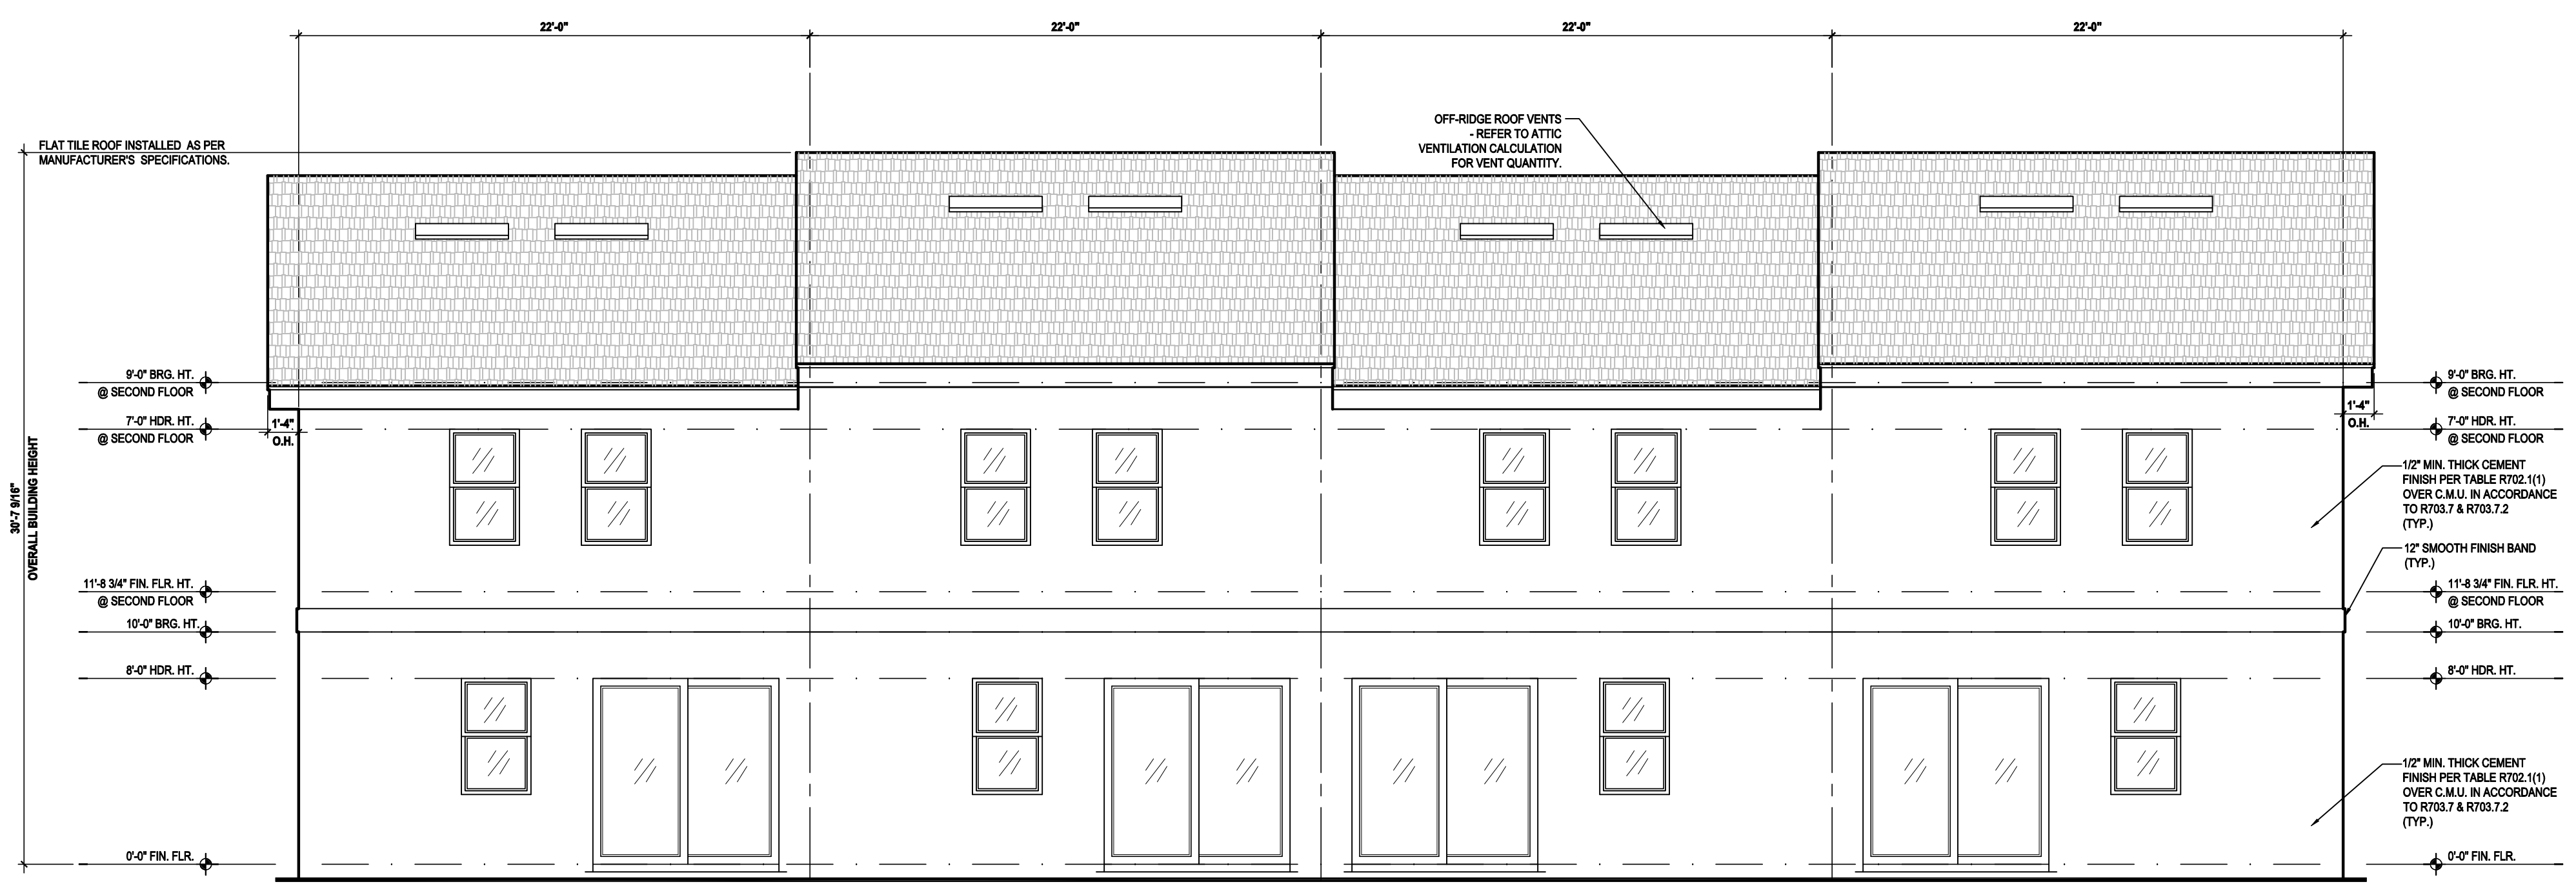 22'-0"
22'-0"
22'-0"
22'-0"
FLAT TILE ROOF INSTALLED AS PER
MANUFACTURER'S SPECIFICATIONS.
OFF-RIDGE ROOF VENTS
- REFER TO ATTIC
VENTILATION CALCULATION
FOR VENT QUANTITY.
30'-7 9/16"
OVERALL BUILDING HEIGHT
9'-0" BRG. HT.
@ SECOND FLOOR
7'-0" HDR. HT.
@ SECOND FLOOR
1'-4"
O.H.
11'-8 3/4" FIN. FLR. HT.
@ SECOND FLOOR
10'-0" BRG. HT.
8'-0" HDR. HT.
0'-0" FIN. FLR.
9'-0" BRG. HT.
@ SECOND FLOOR
1'-4"
O.H.
7'-0" HDR. HT.
@ SECOND FLOOR
1/2" MIN. THICK CEMENT
FINISH PER TABLE R702.1(1)
OVER C.M.U. IN ACCORDANCE
TO R703.7 & R703.7.2
(TYP.)
12" SMOOTH FINISH BAND
(TYP.)
11'-8 3/4" FIN. FLR. HT.
@ SECOND FLOOR
10'-0" BRG. HT.
8'-0" HDR. HT.
1/2" MIN. THICK CEMENT
FINISH PER TABLE R702.1(1)
OVER C.M.U. IN ACCORDANCE
TO R703.7 & R703.7.2
(TYP.)
0'-0" FIN. FLR.